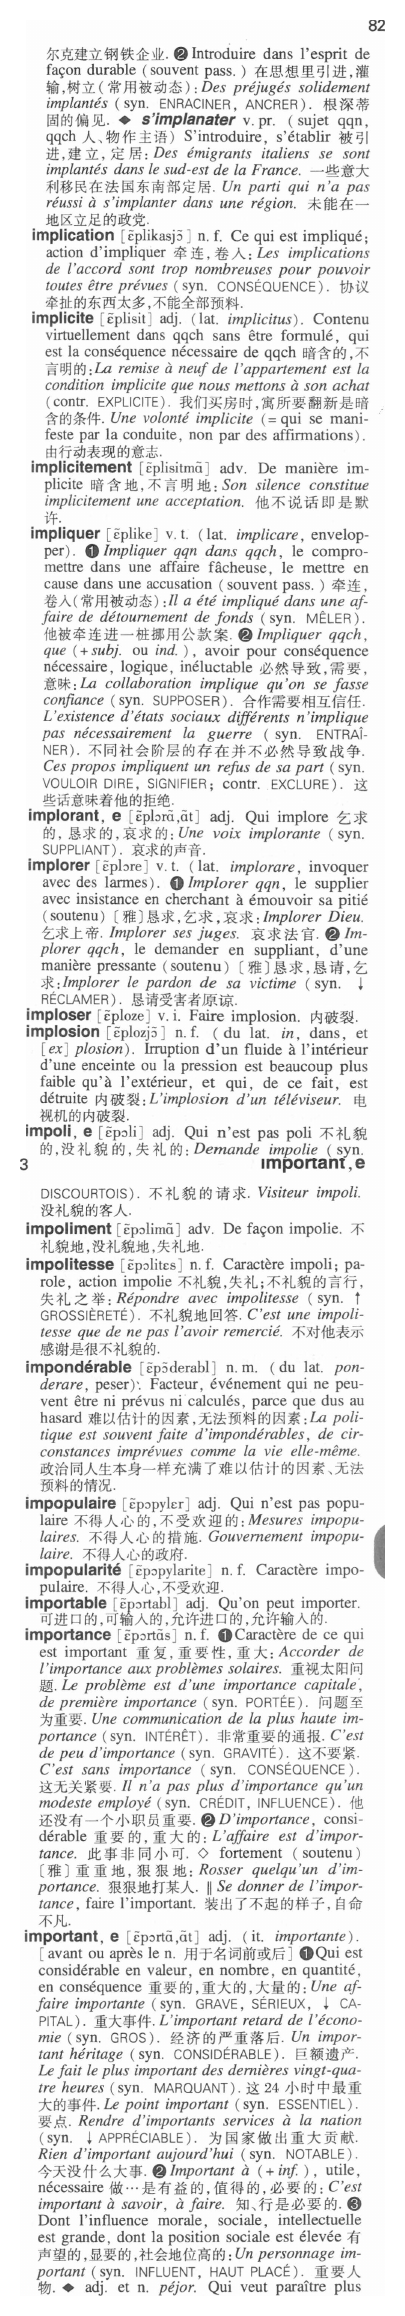 82
尔克建立钢铁企业. ❷ Introduire dans l'esprit de
façon durable ( souvent pass. ) 在思想里引进,灌
输,树立(常用被动态) : Des préjugés solidement
implantés ( syn. ENRACINER, ANCRER). 根深蒂
固的偏见. ◆ s'implanater v. pr. ( sujet qqn,
qqch 人、物作主语) S'introduire, s'établir 被引
进,建立,定居: Des émigrants italiens se sont
implantés dans le sud-est de la France. 一些意大
利移民在法国东南部定居. Un parti qui n'a pas
réussi à s'implanter dans une région. 未能在一
地区立足的政党.
implication [ɛ̃plikasjɔ̃] n. f. Ce qui est impliqué;
action d'impliquer 牵连,卷入: Les implications
de l'accord sont trop nombreuses pour pouvoir
toutes être prévues ( syn. CONSÉQUENCE). 协议
牵扯的东西太多,不能全部预料.
implicite [ɛ̃plisit] adj. ( lat. implicitus). Contenu
virtuellement dans qqch sans être formulé, qui
est la conséquence nécessaire de qqch 暗含的,不
言明的:La remise à neuf de l'appartement est la
condition implicite que nous mettons à son achat
(contr. EXPLICITE). 我们买房时,寓所要翻新是暗
含的条件. Une volonté implicite (= qui se mani-
feste par la conduite, non par des affirmations).
由行动表现的意志.
implicitement [ɛ̃plisitmɑ̃] adv. De manière im-
plicite 暗含地,不言明地: Son silence constitue
implicitement une acceptation. 他不说话即是默
许.
impliquer [ɛ̃plike] v. t. ( lat. implicare, envelop-
per). ❶ Impliquer qqn dans qqch, le compro-
mettre dans une affaire fâcheuse, le mettre en
cause dans une accusation ( souvent pass. ) 牵连,
卷入(常用被动态) :Il a été impliqué dans une af-
faire de détournement de fonds ( syn. MÊLER).
他被牵连进一桩挪用公款案. ❷ Impliquer qqch,
que ( + subj. ou ind. ), avoir pour conséquence
nécessaire, logique, inéluctable 必然导致,需要,
意味: La collaboration implique qu'on se fasse
confiance ( syn. SUPPOSER). 合作需要相互信任.
L'existence d'états sociaux différents n'implique
pas nécessairement la guerre ( syn. ENTRAÎ-
NER). 不同社会阶层的存在并不必然导致战争.
Ces propos impliquent un refus de sa part ( syn.
VOULOIR DIRE, SIGNIFIER; contr. EXCLURE). 这
些话意味着他的拒绝.
implorant, e [ɛ̃plɔrɑ̃,ɑ̃t] adj. Qui implore 乞求
的, 恳求的,哀求的: Une voix implorante ( syn.
SUPPLIANT). 哀求的声音.
implorer [ɛ̃plɔre] v. t. ( lat. implorare, invoquer
avec des larmes). ❶ Implorer qqn, le supplier
avec insistance en cherchant à émouvoir sa pitié
(soutenu) [雅]恳求,乞求,哀求: Implorer Dieu.
乞求上帝. Implorer ses juges. 哀求法官. ❷ Im-
plorer qqch, le demander en suppliant, d'une
manière pressante (soutenu) [雅]恳求,恳请,乞
求: Implorer le pardon de sa victime ( syn. ↓
RÉCLAMER). 恳请受害者原谅.
imploser [ɛ̃ploze] v. i. Faire implosion. 内破裂.
implosion [ɛ̃plozjɔ̃] n. f. ( du lat. in, dans, et
[ ex] plosion). Irruption d'un fluide à l'intérieur
d'une enceinte ou la pression est beaucoup plus
faible qu'à l'extérieur, et qui, de ce fait, est
détruite 内破裂: L'implosion d'un téléviseur. 电
视机的内破裂.
impoli, e [ɛ̃pɔli] adj. Qui n'est pas poli 不礼貌
的,没礼貌的,失礼的: Demande impolie ( syn.
3 important, e
DISCOURTOIS). 不礼貌的请求. Visiteur impoli.
没礼貌的客人.
impoliment [ɛ̃pɔlimɑ̃] adv. De façon impolie. 不
礼貌地,没礼貌地,失礼地.
impolitesse [ɛ̃pɔlitɛs] n. f. Caractère impoli; pa-
role, action impolie 不礼貌,失礼;不礼貌的言行,
失礼之举: Répondre avec impolitesse ( syn. ↑
GROSSIÈRETÉ). 不礼貌地回答. C'est une impoli-
tesse que de ne pas l'avoir remercié. 不对他表示
感谢是很不礼貌的.
impondérable [ɛ̃pɔ̃derabl] n. m. ( du lat. pon-
derare, peser). Facteur, événement qui ne peu-
vent être ni prévus ni calculés, parce que dus au
hasard 难以估计的因素,无法预料的因素:La poli-
tique est souvent faite d'impondérables, de cir-
constances imprévues comme la vie elle-même.
政治同人生本身一样充满了难以估计的因素、无法
预料的情况.
impopulaire [ɛ̃pɔpylɛr] adj. Qui n'est pas popu-
laire 不得人心的,不受欢迎的: Mesures impopu-
laires. 不得人心的措施. Gouvernement impopu-
laire. 不得人心的政府.
impopularité [ɛ̃pɔpylarite] n. f. Caractère impo-
pulaire. 不得人心,不受欢迎.
importable [ɛ̃pɔrtabl] adj. Qu'on peut importer.
可进口的,可输入的,允许进口的,允许输入的.
importance [ɛ̃pɔrtɑ̃s] n. f. ❶ Caractère de ce qui
est important 重复,重要性,重大: Accorder de
l'importance aux problèmes solaires. 重视太阳问
题. Le problème est d'une importance capitale,
de première importance ( syn. PORTÉE). 问题至
为重要. Une communication de la plus haute im-
portance ( syn. INTÉRÊT). 非常重要的通报. C'est
de peu d'importance ( syn. GRAVITÉ). 这不要紧.
C'est sans importance ( syn. CONSÉQUENCE).
这无关紧要. Il n'a pas plus d'importance qu'un
modeste employé ( syn. CRÉDIT, INFLUENCE). 他
还没有一个小职员重要. ❷ D'importance, consi-
dérable 重要的,重大的: L'affaire est d'impor-
tance. 此事非同小可. ◇ fortement ( soutenu)
[雅] 重重地, 狠狠地: Rosser quelqu'un d'im-
portance. 狠狠地打某人. ‖ Se donner de l'impor-
tance, faire l'important. 装出了不起的样子,自命
不凡.
important, e [ɛ̃pɔrtɑ̃,ɑ̃t] adj. ( it. importante).
[ avant ou après le n. 用于名词前或后] ❶ Qui est
considérable en valeur, en nombre, en quantité,
en conséquence 重要的,重大的,大量的: Une af-
faire importante ( syn. GRAVE, SÉRIEUX, ↓ CA-
PITAL). 重大事件. L'important retard de l'écono-
mie ( syn. GROS). 经济的严重落后. Un impor-
tant héritage ( syn. CONSIDÉRABLE). 巨额遗产.
Le fait le plus important des dernières vingt-qua-
tre heures ( syn. MARQUANT). 这 24 小时中最重
大的事件. Le point important ( syn. ESSENTIEL).
要点. Rendre d'importants services à la nation
(syn. ↓ APPRÉCIABLE). 为国家做出重大贡献.
Rien d'important aujourd'hui ( syn. NOTABLE).
今天没什么大事. ❷ Important à ( + inf. ), utile,
nécessaire 做…是有益的,值得的,必要的: C'est
important à savoir, à faire. 知、行是必要的. ❸
Dont l'influence morale, sociale, intellectuelle
est grande, dont la position sociale est élevée 有
声望的,显要的,社会地位高的: Un personnage im-
portant ( syn. INFLUENT, HAUT PLACÉ). 重要人
物. ◆ adj. et n. péjor. Qui veut paraître plus